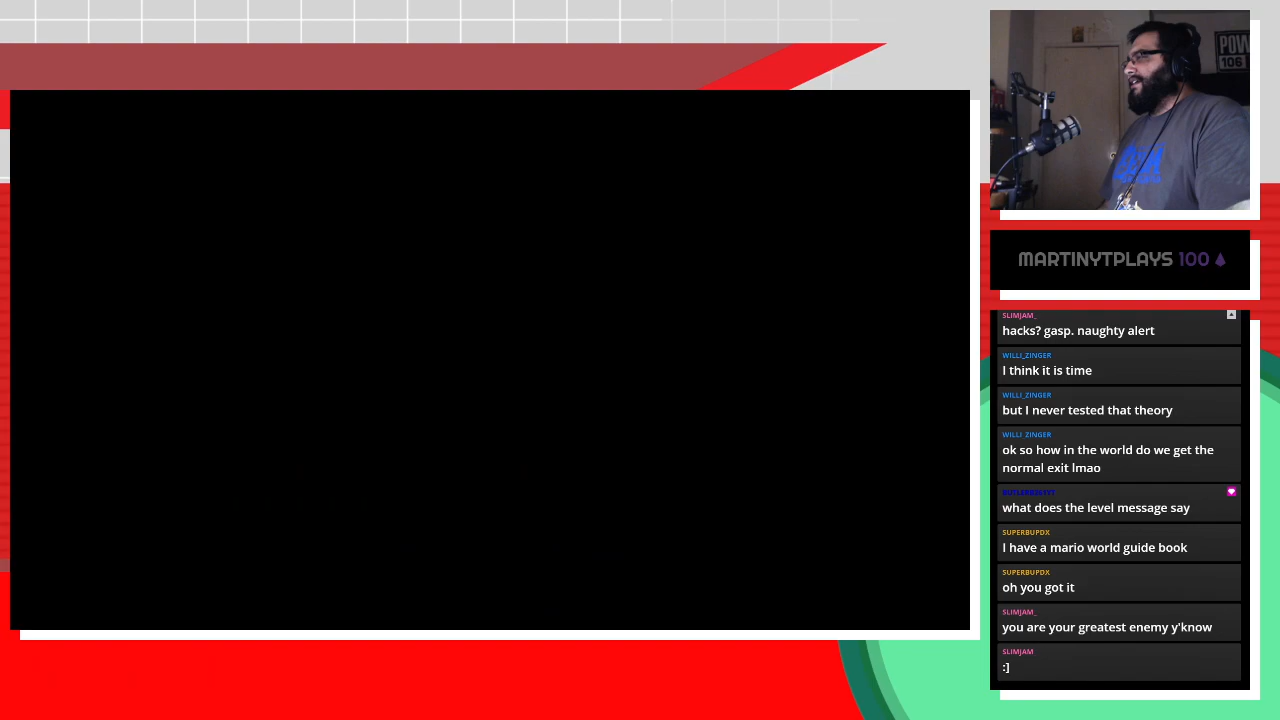 POW
106
MARTINYTPLAYS 100
SLIMJAM_
hacks? gasp. naughty alert
WILLI_ZINGER
I think it is time
WILLI_ZINGER
but I never tested that theory
WILLI_ZINGER
ok so how in the world do we get the
normal exit lmao
what does the level message say
SUPERBUPDX
I have a mario world guide book
SUPERBUPDX
oh you got it
SLIMJAM_
you are your greatest enemy y'know
SLIMJAM
:]